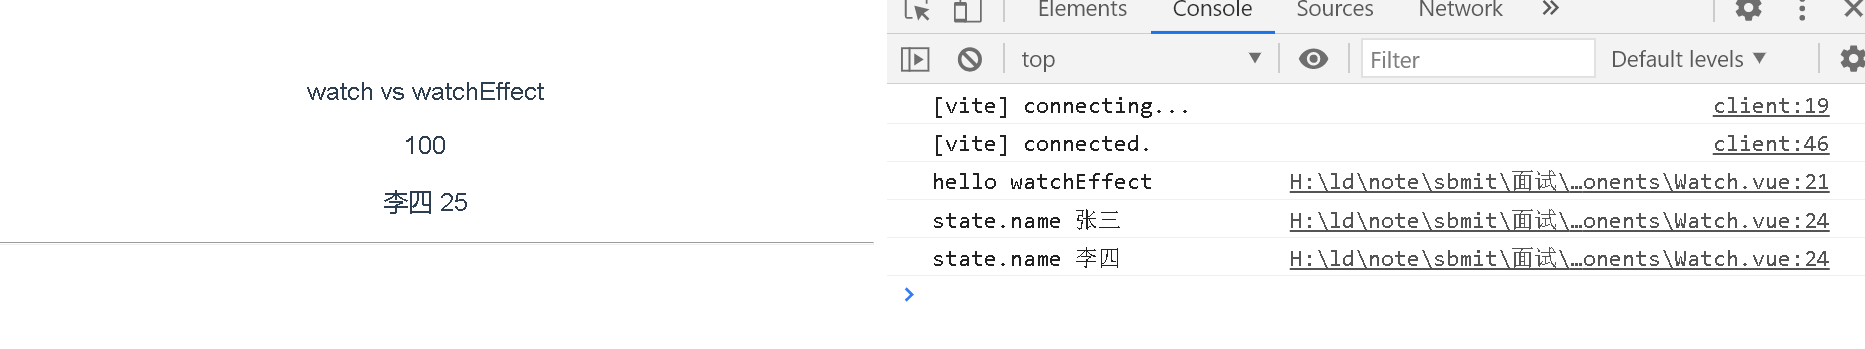 watch vs watchEffect
100
李四 25
Elements Console Sources Network
top Filter Default levels
[vite] connecting... client:19
[vite] connected. client:46
hello watchEffect H:\ld\note\sbmit\面试\…onents\Watch.vue:21
state.name 张三 H:\ld\note\sbmit\面试\…onents\Watch.vue:24
state.name 李四 H:\ld\note\sbmit\面试\…onents\Watch.vue:24